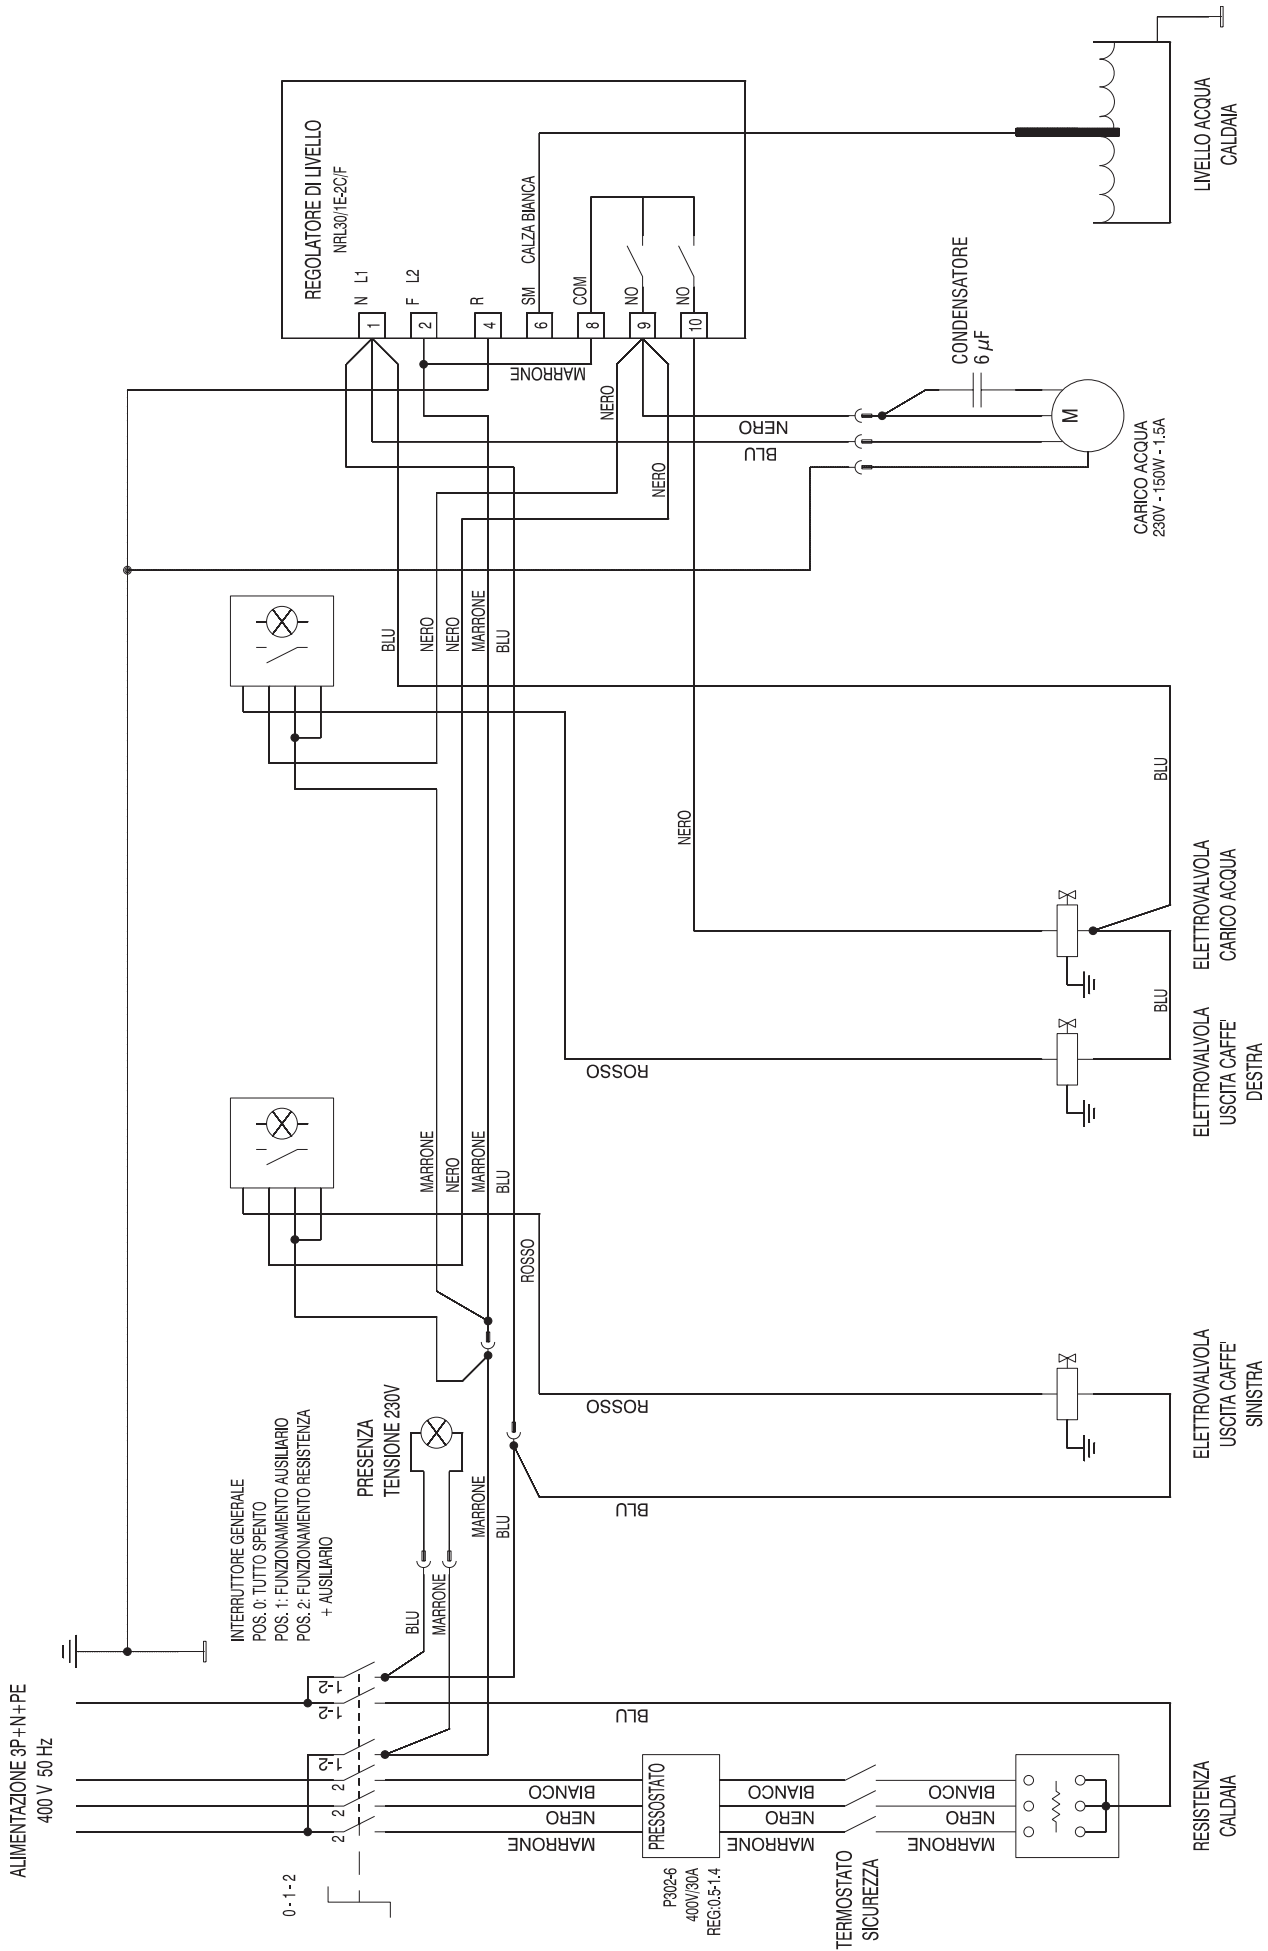 ALIMENTAZIONE 3P+N+PE
400 V 50 Hz
0 - 1 - 2
2
2
2
1-2
1-2
1-2
INTERRUTTORE GENERALE
POS. 0: TUTTO SPENTO
POS. 1: FUNZIONAMENTO AUSILIARIO
POS. 2: FUNZIONAMENTO RESISTENZA
+ AUSILIARIO
PRESENZA
TENSIONE 230V
BLU
MARRONE
MARRONE
BLU
MARRONE
NERO
MARRONE
BLU
BLU
NERO
NERO
MARRONE
BLU
REGOLATORE DI LIVELLO
NRL30/1E-2C/F
N L1
F L2
R
SM
COM
NO
NO
1
2
4
6
8
9
10
CALZA BIANCA
MARRONE
NERO
NERO
NERO
BLU
ROSSO
ROSSO
ROSSO
NERO
BLU
BLU
BLU
BLU
BIANCO
NERO
MARRONE
PRESSOSTATO
P302-6
400V/30A
REG:0.5-1.4
BIANCO
NERO
MARRONE
TERMOSTATO
SICUREZZA
BIANCO
NERO
MARRONE
CONDENSATORE
6 µF
M
CARICO ACQUA
230V - 150W - 1.5A
RESISTENZA
CALDAIA
ELETTROVALVOLA
USCITA CAFFE'
SINISTRA
ELETTROVALVOLA
USCITA CAFFE'
DESTRA
ELETTROVALVOLA
CARICO ACQUA
LIVELLO ACQUA
CALDAIA